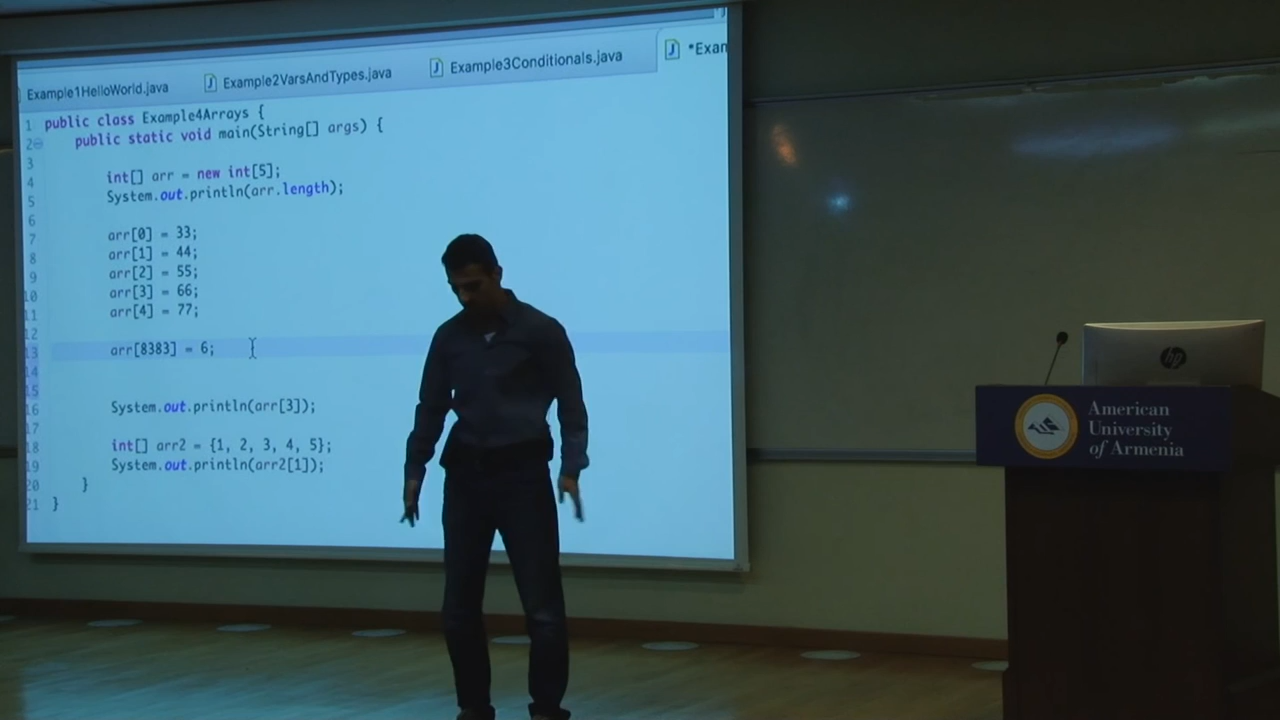 Example1HelloWorld.java
Example2VarsAndTypes.java
Example3Conditionals.java
1 public class Example4Arrays {
2 public static void main(String[] args) {
3
4 int[] arr = new int[5];
5 System.out.println(arr.length);
6
7 arr[0] = 33;
8 arr[1] = 44;
9 arr[2] = 55;
10 arr[3] = 66;
11 arr[4] = 77;
12
13 arr[8383] = 6;
14
15
16 System.out.println(arr[3]);
17
18 int[] arr2 = {1, 2, 3, 4, 5};
19 System.out.println(arr2[1]);
20 }
21 }
hp
American
University
of Armenia